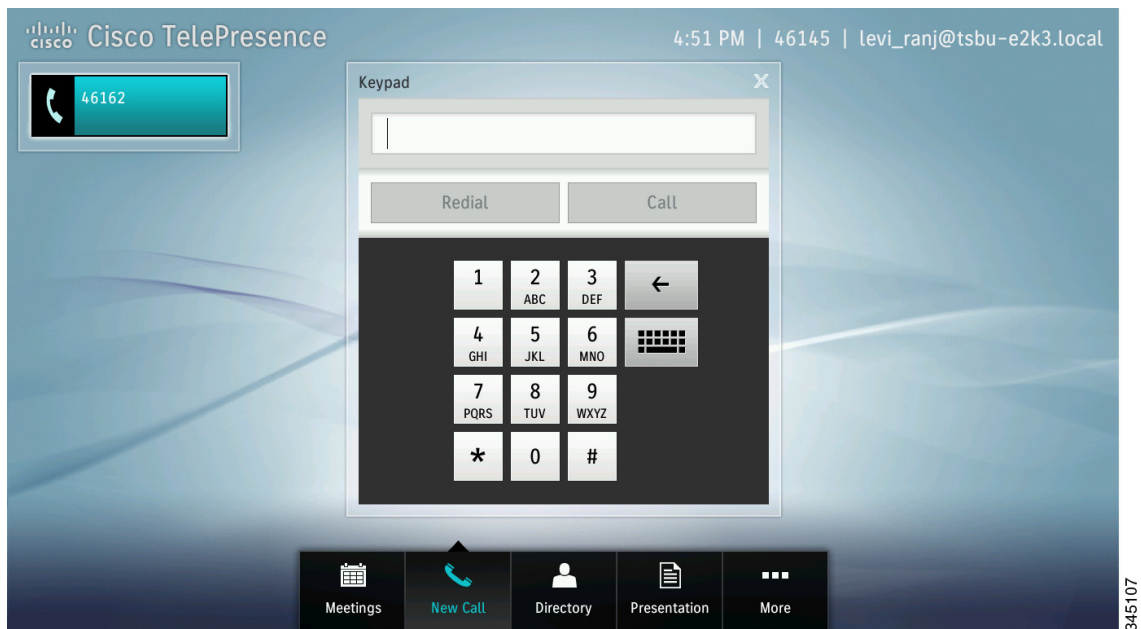 cisco Cisco TelePresence
4:51 PM | 46145 | levi_ranj@tsbu-e2k3.local
46162
Keypad X
Redial Call
1 2 3 ←
ABC DEF
4 5 6
GHI JKL MNO
7 8 9
PQRS TUV WXYZ
* 0 #
Meetings New Call Directory Presentation More
345107